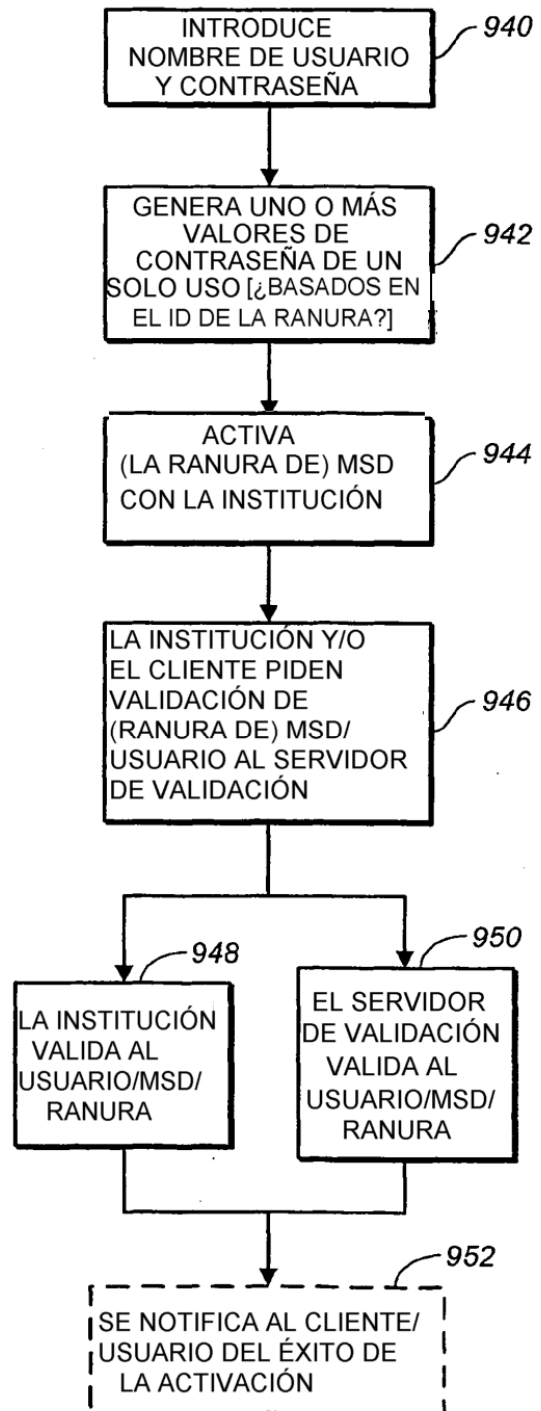 INTRODUCE
NOMBRE DE USUARIO
Y CONTRASEÑA
940
GENERA UNO O MÁS
VALORES DE
CONTRASEÑA DE UN
SOLO USO [¿BASADOS EN
EL ID DE LA RANURA?]
942
ACTIVA
(LA RANURA DE) MSD
CON LA INSTITUCIÓN
944
LA INSTITUCIÓN Y/O
EL CLIENTE PIDEN
VALIDACIÓN DE
(RANURA DE) MSD/
USUARIO AL SERVIDOR
DE VALIDACIÓN
946
948
LA INSTITUCIÓN
VALIDA AL
USUARIO/MSD/
RANURA
950
EL SERVIDOR
DE VALIDACIÓN
VALIDA AL
USUARIO/MSD/
RANURA
952
SE NOTIFICA AL CLIENTE/
USUARIO DEL ÉXITO DE
LA ACTIVACIÓN